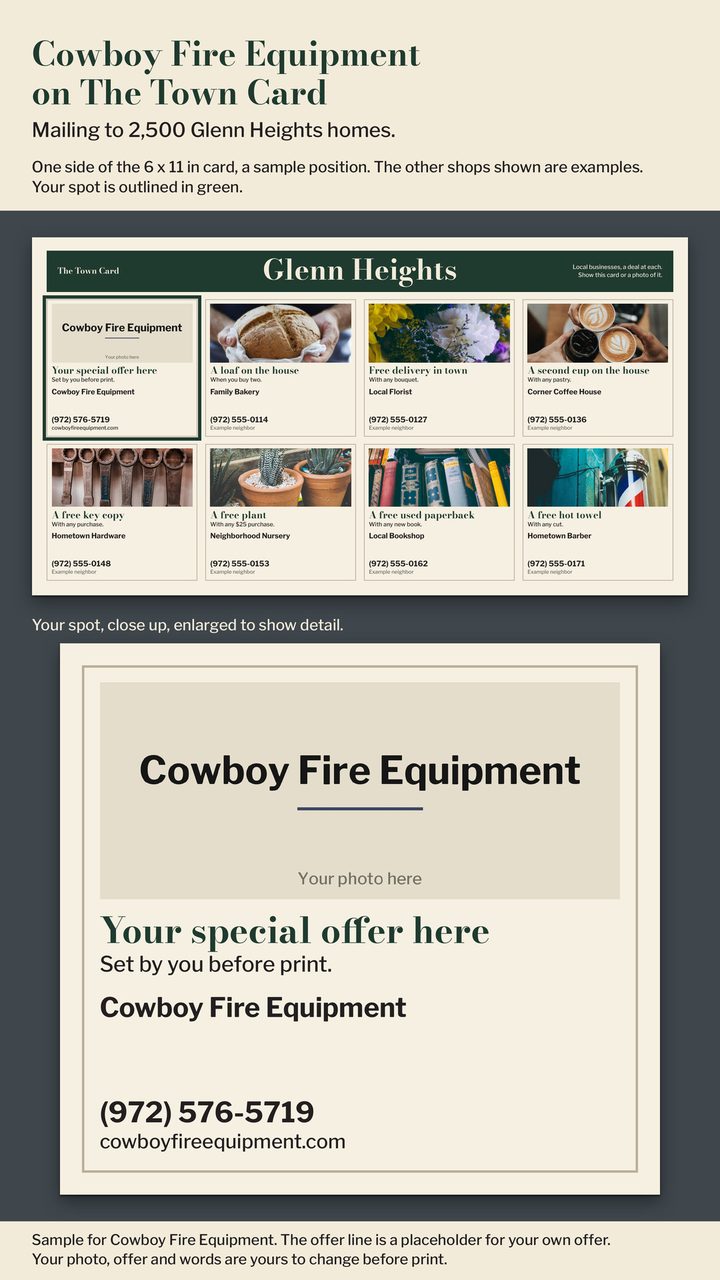 Cowboy Fire Equipment
on The Town Card
Mailing to 2,500 Glenn Heights homes.
One side of the 6 x 11 in card, a sample position. The other shops shown are examples.
Your spot is outlined in green.
The Town Card
Glenn Heights
Local businesses, a deal at each.
Show this card or a photo of it.
Cowboy Fire Equipment
Your photo here
Your special offer here
Set by you before print.
Cowboy Fire Equipment
(972) 576-5719
cowboyfireequipment.com
A loaf on the house
When you buy two.
Family Bakery
(972) 555-0114
Example neighbor
Free delivery in town
With any bouquet.
Local Florist
(972) 555-0127
Example neighbor
A second cup on the house
With any pastry.
Corner Coffee House
(972) 555-0136
Example neighbor
A free key copy
With any purchase.
Hometown Hardware
(972) 555-0148
Example neighbor
A free plant
With any $25 purchase.
Neighborhood Nursery
(972) 555-0153
Example neighbor
A free used paperback
With any new book.
Local Bookshop
(972) 555-0162
Example neighbor
A free hot towel
With any cut.
Hometown Barber
(972) 555-0171
Example neighbor
Your spot, close up, enlarged to show detail.
Cowboy Fire Equipment
Your photo here
Your special offer here
Set by you before print.
Cowboy Fire Equipment
(972) 576-5719
cowboyfireequipment.com
Sample for Cowboy Fire Equipment. The offer line is a placeholder for your own offer.
Your photo, offer and words are yours to change before print.